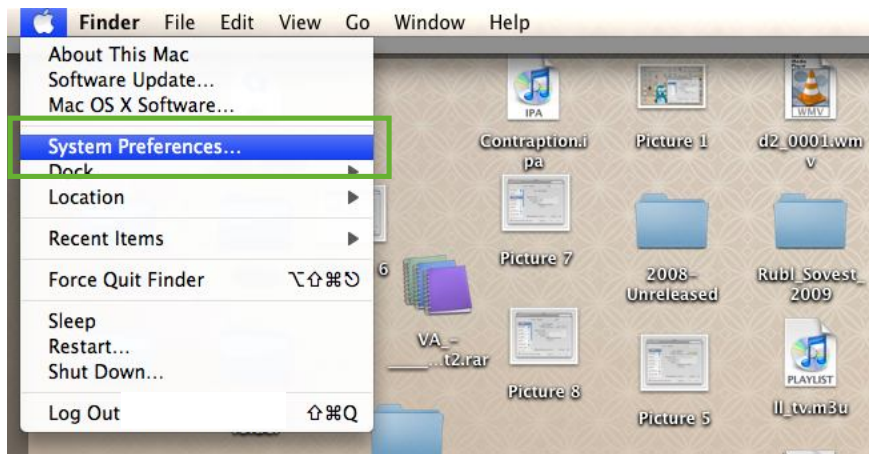 Finder File Edit View Go Window Help
About This Mac
Software Update...
Mac OS X Software...
System Preferences...
Dock
Location
Recent Items
Force Quit Finder ⌥⇧⌘⎋
Sleep
Restart...
Shut Down...
Log Out ⇧⌘Q
IPA
Contraption.i
pa
Picture 1
WMV
d2_0001.wm
v
Picture 7
6
2008-
Unreleased
Rubl_Sovest_
2009
VA_-
____...t2.rar
Picture 8
Picture 5
PLAYLIST
ll_tv.m3u